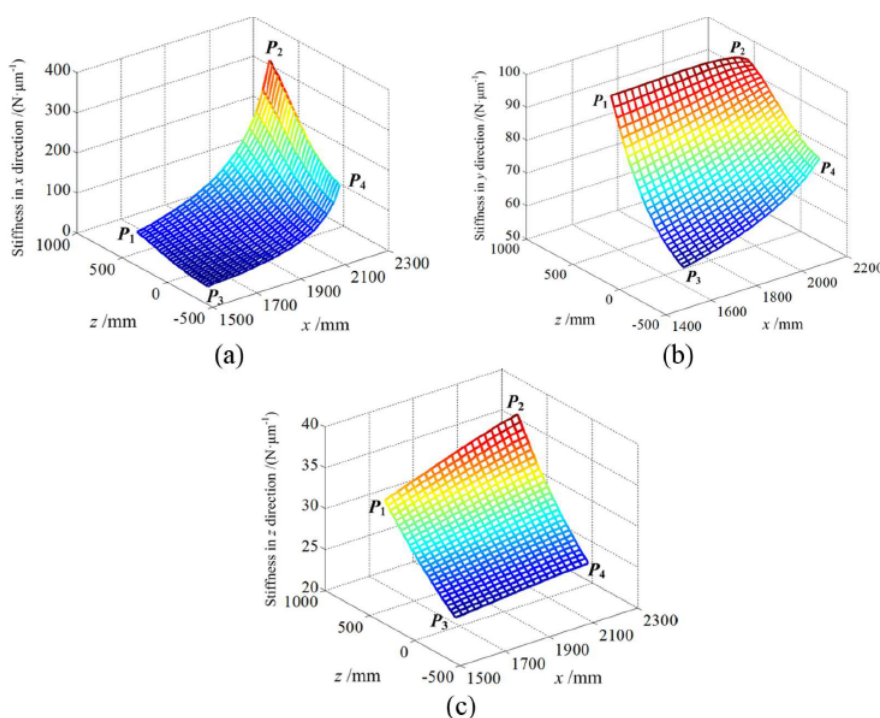 P2
400
300
200
100
0
Stiffness in x direction /(N·μm⁻¹)
P4
P1
P3
1000
500
0
-500
z /mm
1500
1700
1900
2100
2300
x /mm
(a)
P2
100
90
80
70
60
50
Stiffness in y direction /(N·μm⁻¹)
P1
P4
P3
1000
500
0
-500
z /mm
1400
1600
1800
2000
2200
x /mm
(b)
40
35
30
25
20
Stiffness in z direction /(N·μm⁻¹)
P2
P1
P4
P3
1000
500
0
-500
z /mm
1500
1700
1900
2100
2300
x /mm
(c)